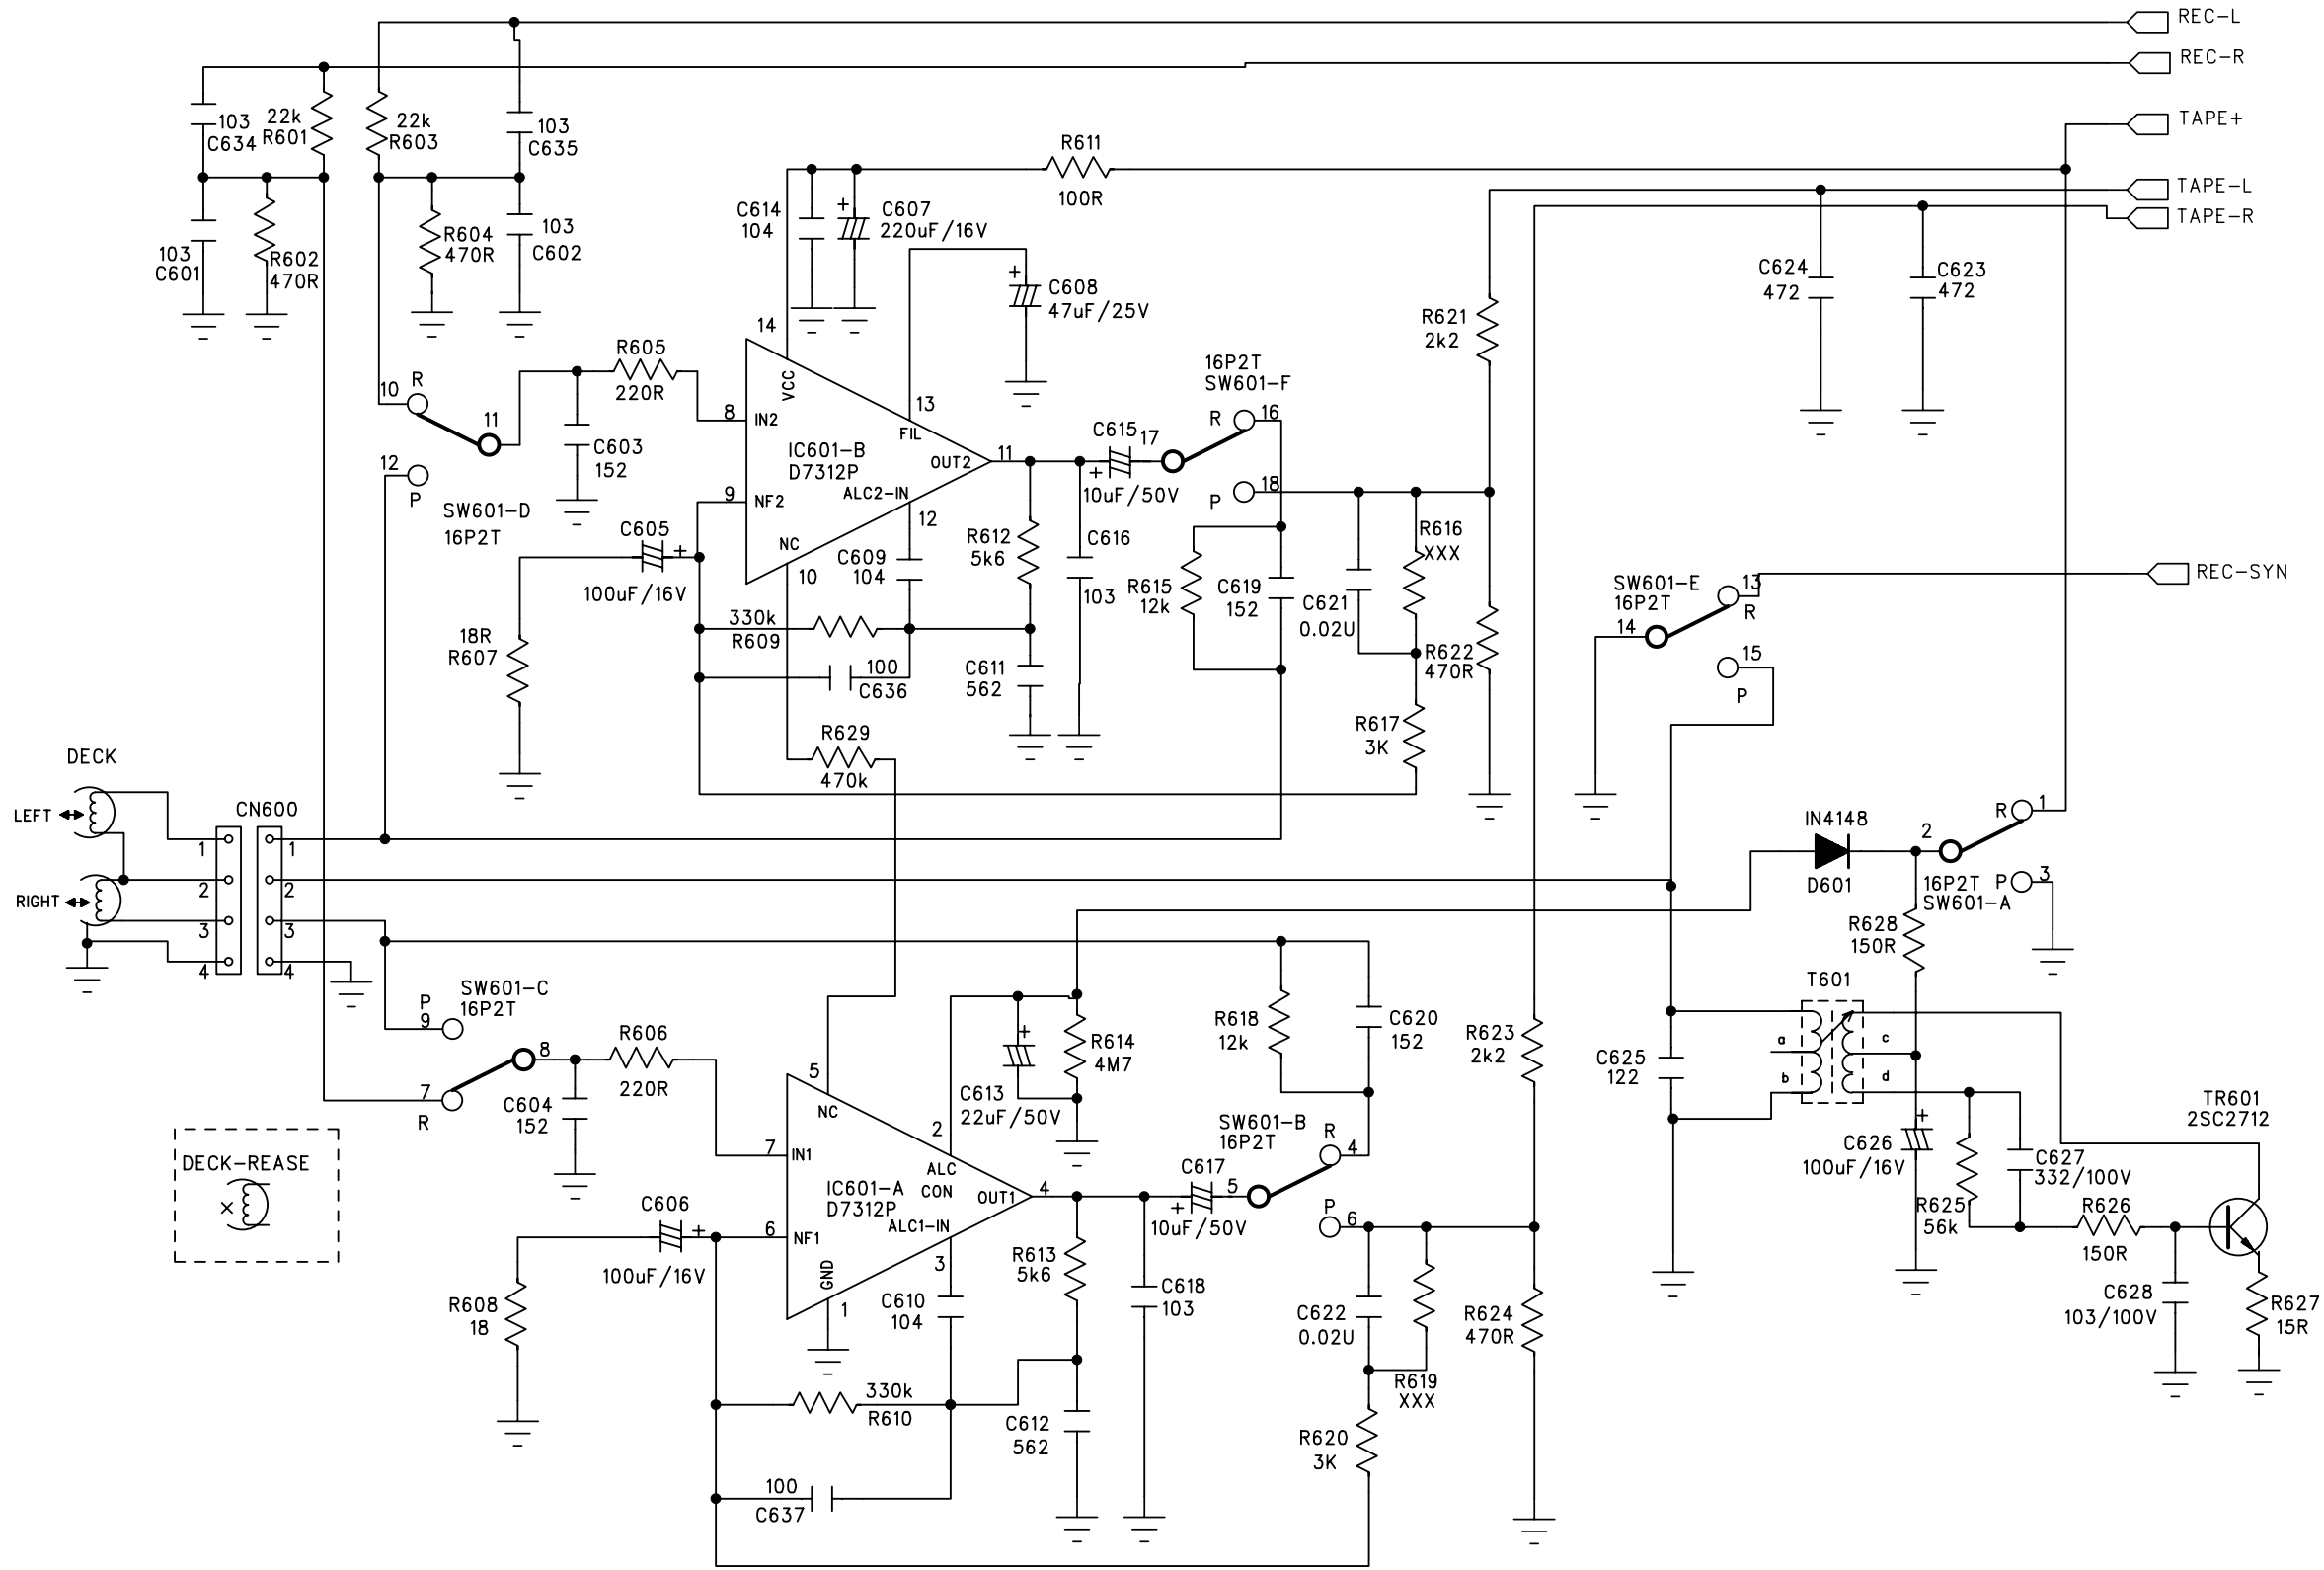 REC-L
REC-R
TAPE+
TAPE-L
TAPE-R
103
C634
22k
R601
22k
R603
103
C635
103
C601
R602
470R
R604
470R
103
C602
R611
100R
C614
104
+
C607
220uF/16V
+
C608
47uF/25V
C624
472
C623
472
R621
2k2
14
VCC
13
FIL
R605
220R
10
R
11
12
P
SW601-D
16P2T
C603
152
8
IN2
IC601-B
D7312P
OUT2
11
9
NF2
ALC2-IN
12
NC
10
C615
17
+
10uF/50V
16P2T
SW601-F
R
16
P
18
C605
+
100uF/16V
C609
104
R612
5k6
C616
103
R615
12k
C619
152
C621
0.02U
R616
XXX
R622
470R
R617
3K
18R
R607
330k
R609
100
C636
C611
562
R629
470k
SW601-E
16P2T
13
R
14
15
P
REC-SYN
DECK
LEFT
RIGHT
CN600
1
1
2
2
3
3
4
4
IN4148
D601
2
R
1
16P2T
SW601-A
P
3
R628
150R
SW601-C
16P2T
P
9
8
7
R
R606
220R
C604
152
5
NC
2
ALC
CON
7
IN1
IC601-A
D7312P
OUT1
4
ALC1-IN
3
6
NF1
GND
1
+
C613
22uF/50V
R614
4M7
R618
12k
C620
152
SW601-B
16P2T
R
4
C617
5
+
10uF/50V
P
6
R623
2k2
T601
a
b
c
d
C625
122
+
C626
100uF/16V
C627
332/100V
TR601
2SC2712
R625
56k
R626
150R
C628
103/100V
R627
15R
DECK-REASE
C606
+
100uF/16V
R608
18
C610
104
R613
5k6
C618
103
C622
0.02U
R619
XXX
R624
470R
330k
R610
C612
562
R620
3K
100
C637